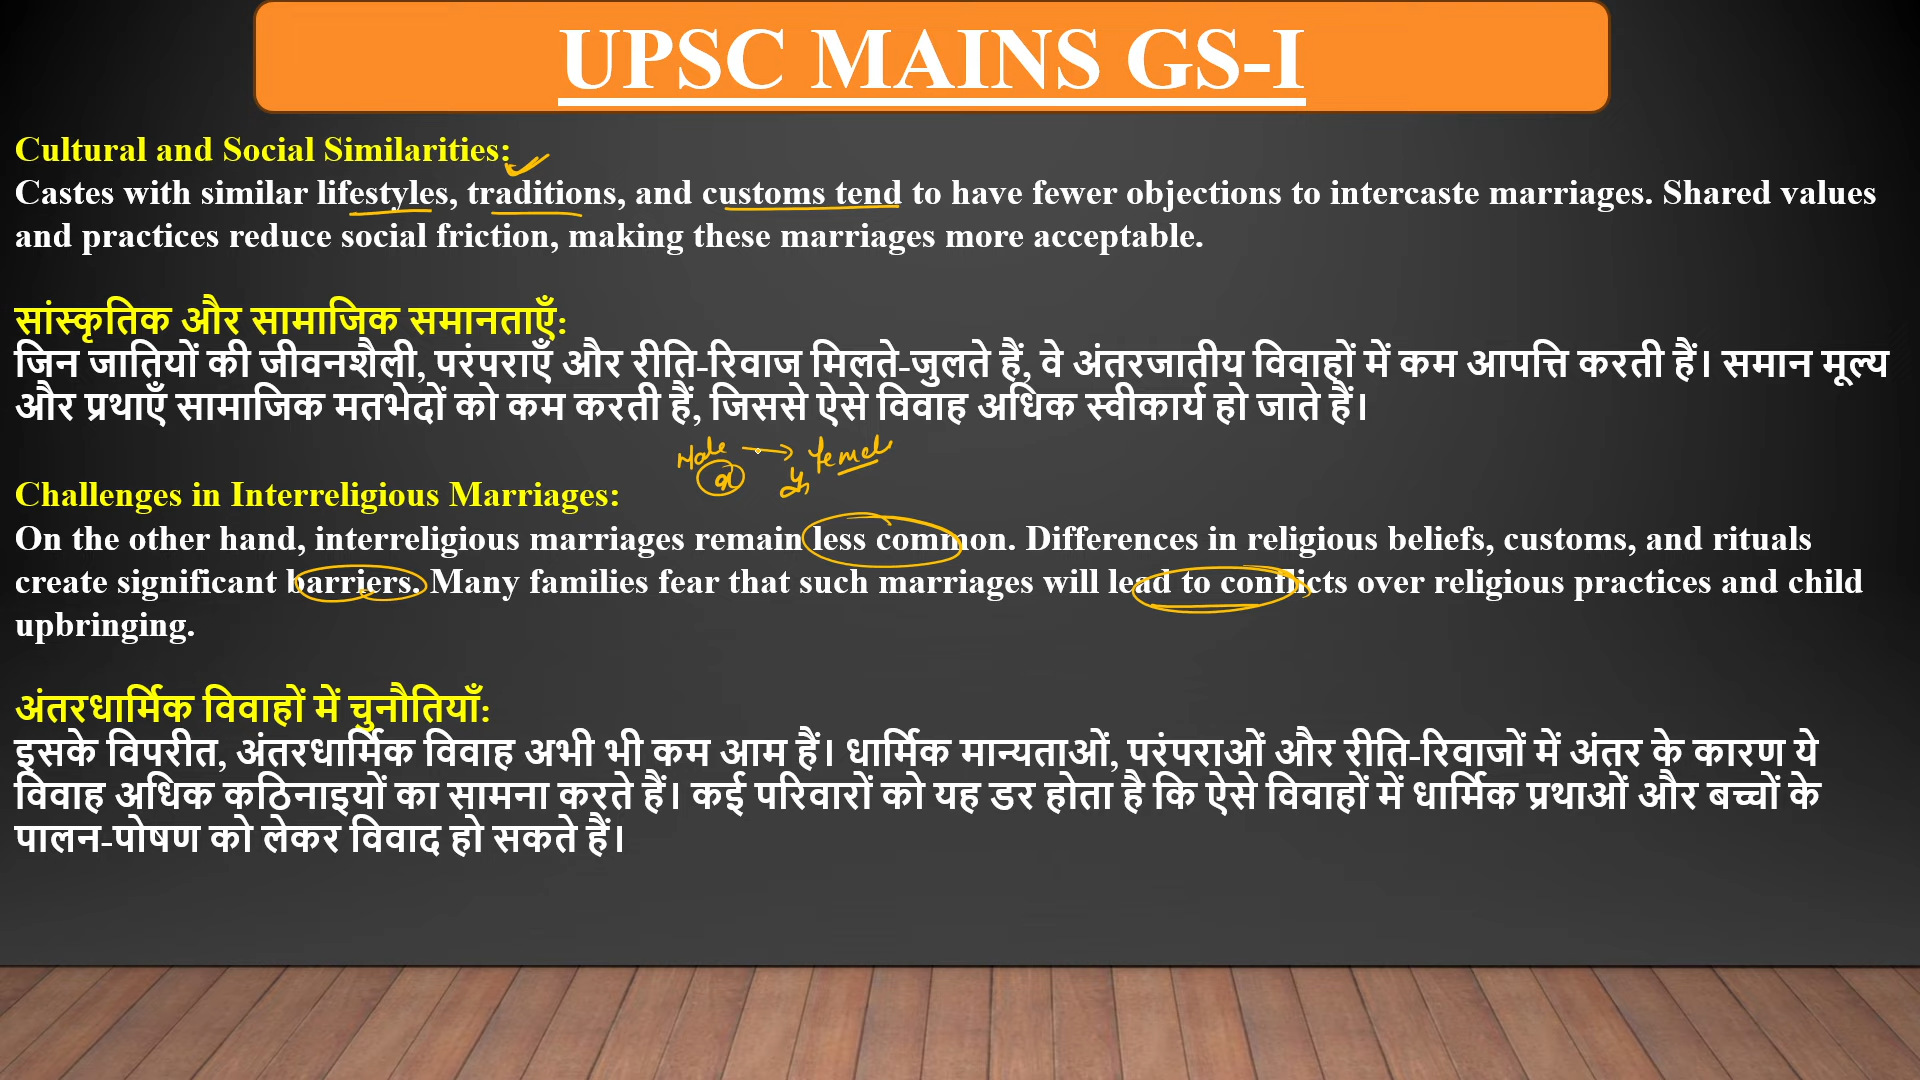 UPSC MAINS GS-I
Cultural and Social Similarities:
Castes with similar lifestyles, traditions, and customs tend to have fewer objections to intercaste marriages. Shared values
and practices reduce social friction, making these marriages more acceptable.
सांस्कृतिक और सामाजिक समानताएँ:
जिन जातियों की जीवनशैली, परंपराएँ और रीति-रिवाज मिलते-जुलते हैं, वे अंतरजातीय विवाहों में कम आपत्ति करती हैं। समान मूल्य
और प्रथाएँ सामाजिक मतभेदों को कम करती हैं, जिससे ऐसे विवाह अधिक स्वीकार्य हो जाते हैं।
Male → female
x y
Challenges in Interreligious Marriages:
On the other hand, interreligious marriages remain less common. Differences in religious beliefs, customs, and rituals
create significant barriers. Many families fear that such marriages will lead to conflicts over religious practices and child
upbringing.
अंतरधार्मिक विवाहों में चुनौतियाँ:
इसके विपरीत, अंतरधार्मिक विवाह अभी भी कम आम हैं। धार्मिक मान्यताओं, परंपराओं और रीति-रिवाजों में अंतर के कारण ये
विवाह अधिक कठिनाइयों का सामना करते हैं। कई परिवारों को यह डर होता है कि ऐसे विवाहों में धार्मिक प्रथाओं और बच्चों के
पालन-पोषण को लेकर विवाद हो सकते हैं।